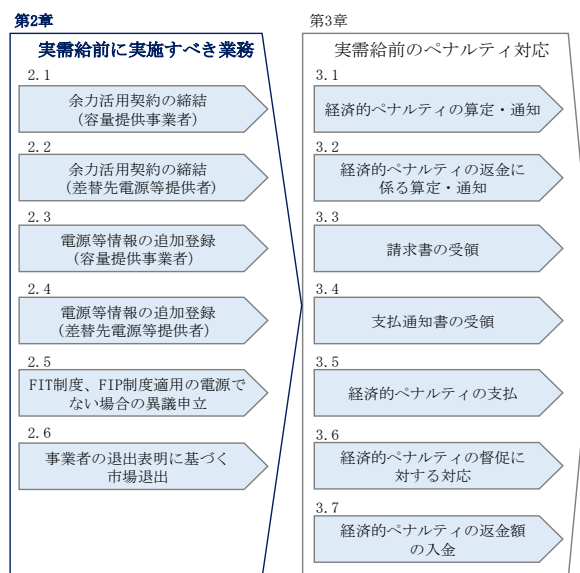 第2章
実需給前に実施すべき業務
2.1
余力活用契約の締結
（容量提供事業者）
2.2
余力活用契約の締結
（差替先電源等提供者）
2.3
電源等情報の追加登録
（容量提供事業者）
2.4
電源等情報の追加登録
（差替先電源等提供者）
2.5
FIT制度、FIP制度適用の電源で
ない場合の異議申立
2.6
事業者の退出表明に基づく
市場退出
第3章
実需給前のペナルティ対応
3.1
経済的ペナルティの算定・通知
3.2
経済的ペナルティの返金に
係る算定・通知
3.3
請求書の受領
3.4
支払通知書の受領
3.5
経済的ペナルティの支払
3.6
経済的ペナルティの督促に
対する対応
3.7
経済的ペナルティの返金額
の入金